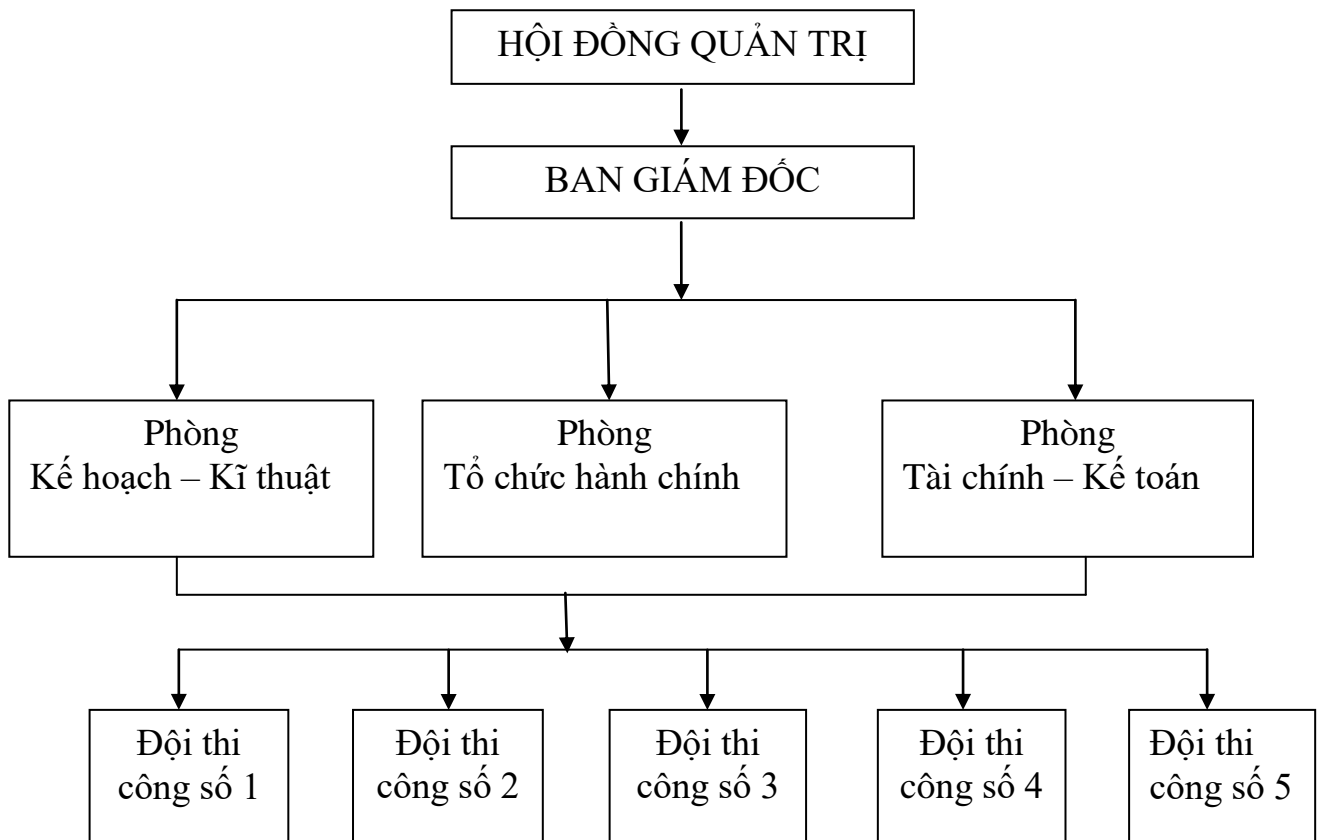 HỘI ĐỒNG QUẢN TRỊ
BAN GIÁM ĐỐC
Phòng
Kế hoạch – Kĩ thuật
Phòng
Tổ chức hành chính
Phòng
Tài chính – Kế toán
Đội thi
công số 1
Đội thi
công số 2
Đội thi
công số 3
Đội thi
công số 4
Đội thi
công số 5